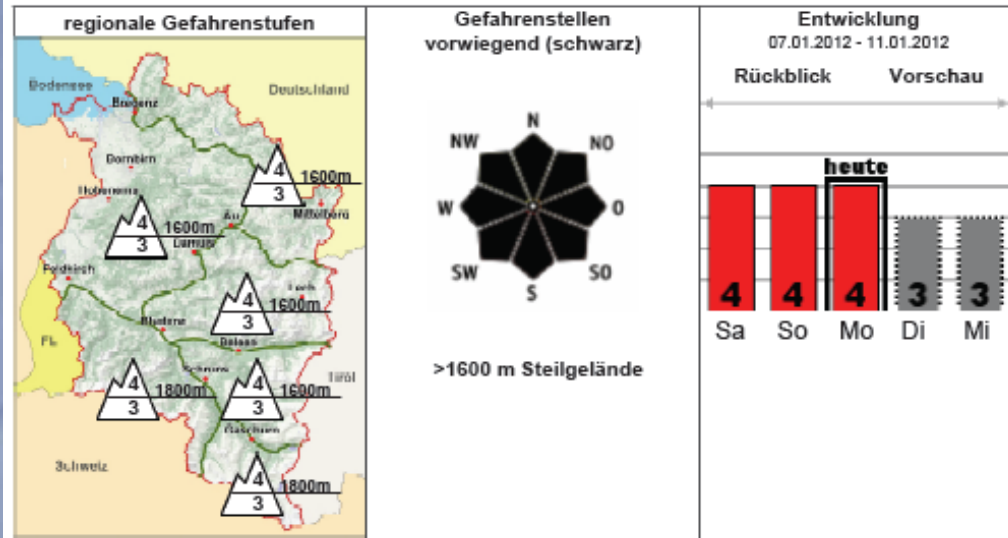 regionale Gefahrenstufen
Bodensee
Deutschland
Bregenz
Dornbirn
Hohenems
4
3
1600m
4
3
1600m
Mittelberg
Au
Damüls
Feldkirch
Lech
4
3
1600m
Bludenz
FL
Schruns
Tirol
4
3
1800m
4
3
1600m
Gaschurn
Schweiz
4
3
1800m
Gefahrenstellen
vorwiegend (schwarz)
N
NW
NO
W
O
SW
SO
S
>1600 m Steilgelände
Entwicklung
07.01.2012 - 11.01.2012
Rückblick Vorschau
heute
4 4 4 3 3
Sa So Mo Di Mi